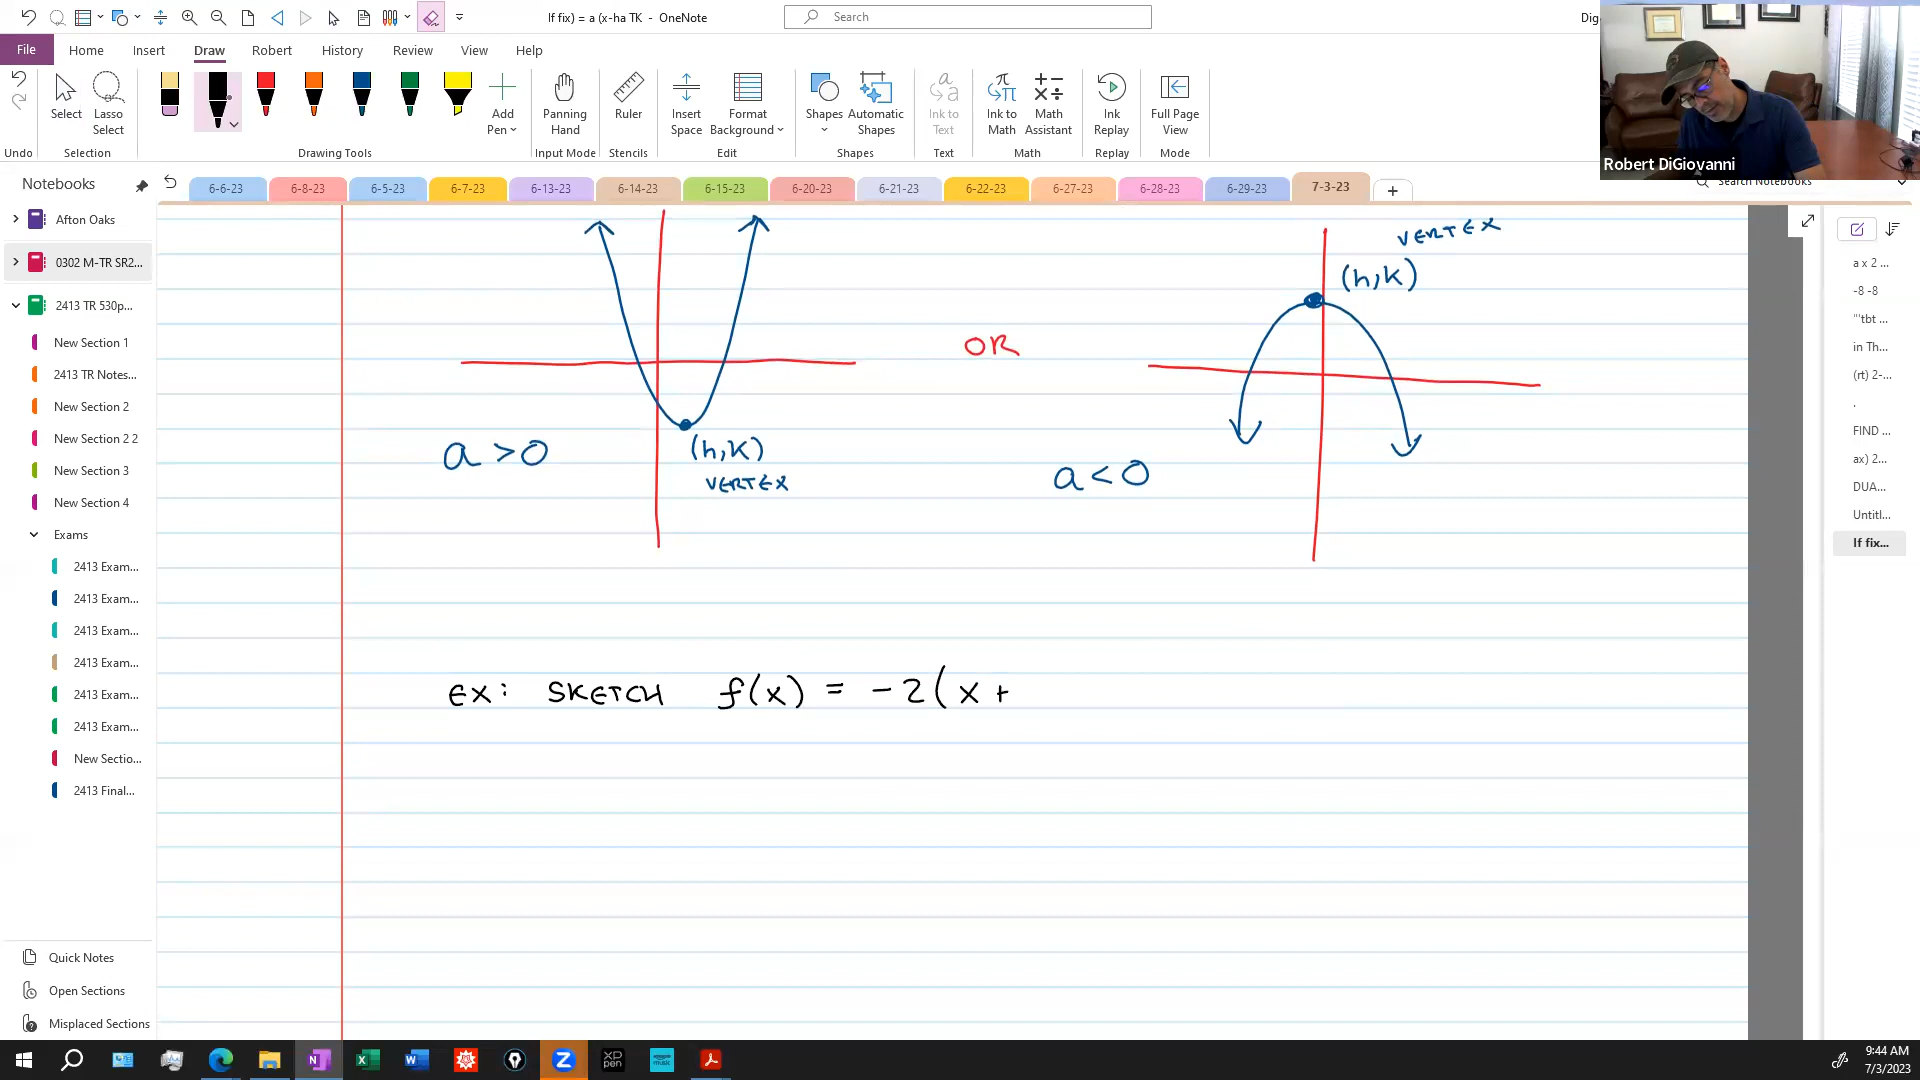 If fix) = a (x-ha TK - OneNote
Search
Dig
File Home Insert Draw Robert History Review View Help
Undo
Select
Lasso Select
Selection
Drawing Tools
Add Pen
Panning Hand
Input Mode
Ruler
Stencils
Insert Space
Format Background
Edit
Shapes
Automatic Shapes
Shapes
Ink to Text
Text
Ink to Math
Math Assistant
Math
Ink Replay
Replay
Full Page View
Mode
Robert DiGiovanni
Notebooks
6-6-23 6-8-23 6-5-23 6-7-23 6-13-23 6-14-23 6-15-23 6-20-23 6-21-23 6-22-23 6-27-23 6-28-23 6-29-23 7-3-23 +
Search Notebooks
Afton Oaks
0302 M-TR SR2...
2413 TR 530p...
New Section 1
2413 TR Notes...
New Section 2
New Section 2 2
New Section 3
New Section 4
Exams
2413 Exam...
2413 Exam...
2413 Exam...
2413 Exam...
2413 Exam...
2413 Exam...
New Sectio...
2413 Final...
Quick Notes
Open Sections
Misplaced Sections
VERTEX
(h,k)
OR
a > 0
(h,k)
VERTEX
a < 0
ex: SKETCH f(x) = -2(x +
a x 2 ...
-8 -8
"'tbt ...
in Th...
(rt) 2-...
.
FIND ...
ax) 2...
DUA...
Untitl...
If fix...
XP pen
amazon music
9:44 AM
7/3/2023